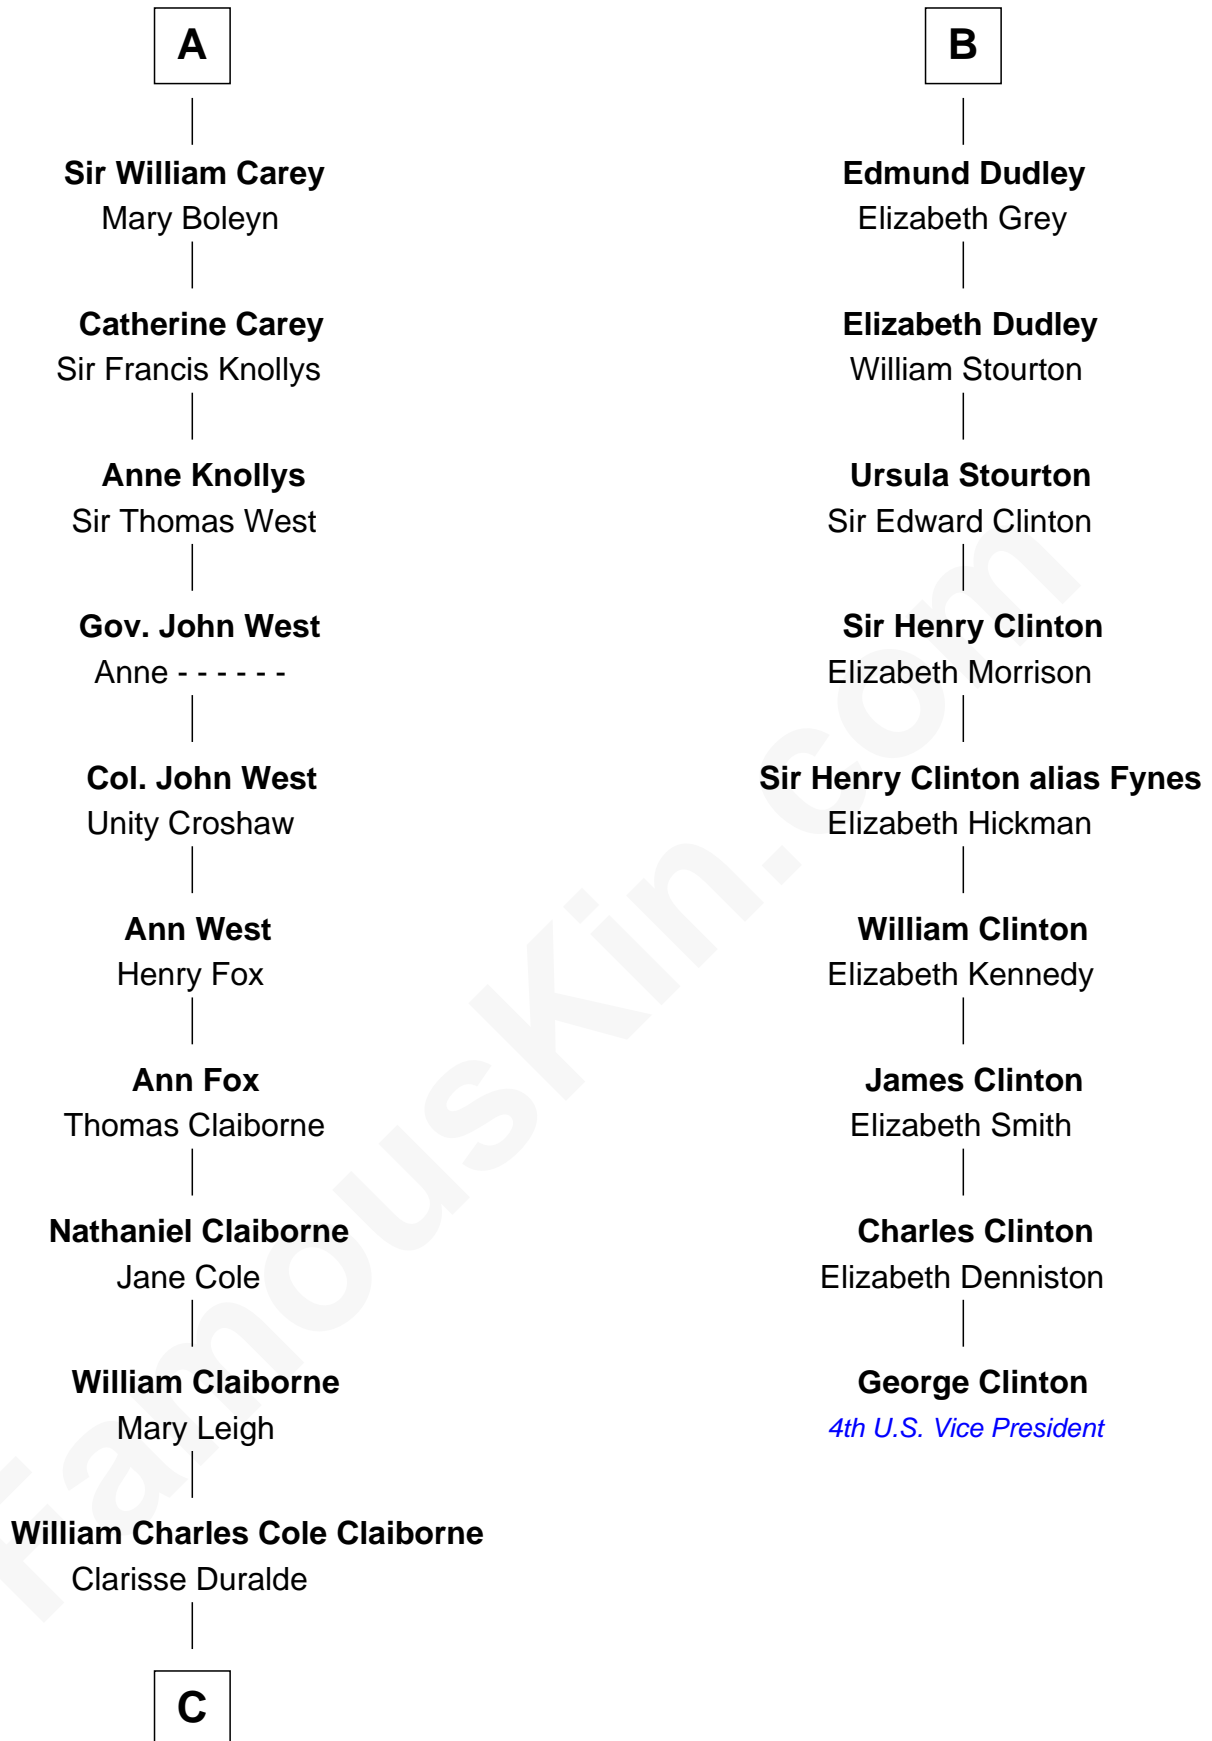 A
Sir William Carey
Mary Boleyn
Catherine Carey
Sir Francis Knollys
Anne Knollys
Sir Thomas West
Gov. John West
Anne - - - - - -
Col. John West
Unity Croshaw
Ann West
Henry Fox
Ann Fox
Thomas Claiborne
Nathaniel Claiborne
Jane Cole
William Claiborne
Mary Leigh
William Charles Cole Claiborne
Clarisse Duralde
C
B
Edmund Dudley
Elizabeth Grey
Elizabeth Dudley
William Stourton
Ursula Stourton
Sir Edward Clinton
Sir Henry Clinton
Elizabeth Morrison
Sir Henry Clinton alias Fynes
Elizabeth Hickman
William Clinton
Elizabeth Kennedy
James Clinton
Elizabeth Smith
Charles Clinton
Elizabeth Denniston
George Clinton
4th U.S. Vice President
FamousKin.com